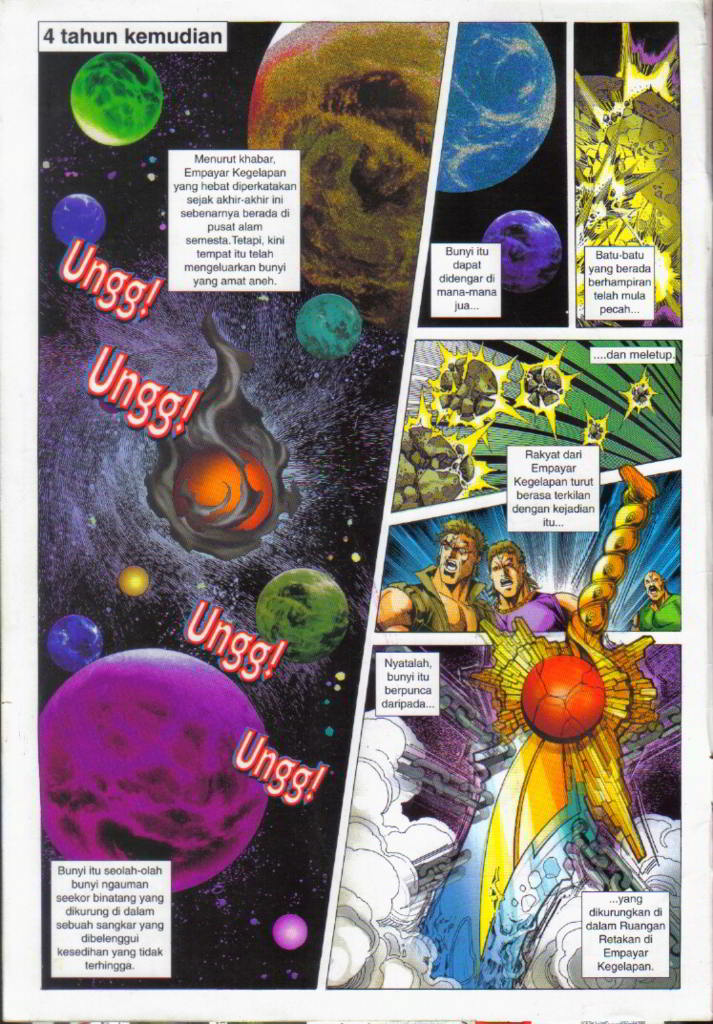 4 tahun kemudian
Menurut khabar,
Empayar Kegelapan
yang hebat diperkatakan
sejak akhir-akhir ini
sebenarnya berada di
pusat alam
semesta.Tetapi, kini
tempat itu telah
mengeluarkan bunyi
yang amat aneh.
Ungg!
Ungg!
Ungg!
Ungg!
Bunyi itu seolah-olah
bunyi ngauman
seekor binatang yang
dikurung di dalam
sebuah sangkar yang
dibelenggui
kesedihan yang tidak
terhingga.
Bunyi itu
dapat
didengar di
mana-mana
jua...
Batu-batu
yang berada
berhampiran
telah mula
pecah...
....dan meletup.
Rakyat dari
Empayar
Kegelapan turut
berasa terkilan
dengan kejadian
itu...
Nyatalah,
bunyi itu
berpunca
daripada...
...yang
dikurungkan di
dalam Ruangan
Retakan di
Empayar
Kegelapan.